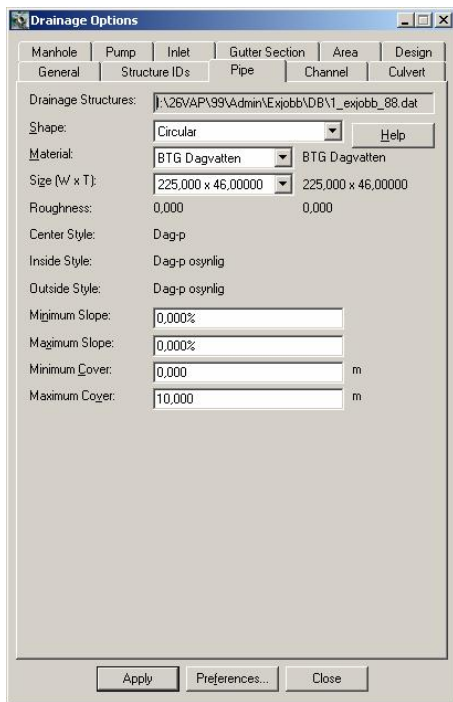 Drainage Options
Manhole Pump Inlet Gutter Section Area Design
General Structure IDs Pipe Channel Culvert
Drainage Structures: I:\26VAP\99\Admin\Exjobb\DB\1_exjobb_88.dat
Shape: Circular Help
Material: BTG Dagvatten BTG Dagvatten
Size (W x T): 225,000 x 46,00000 225,000 x 46,00000
Roughness: 0,000 0,000
Center Style: Dag-p
Inside Style: Dag-p osynlig
Outside Style: Dag-p osynlig
Minimum Slope: 0,000%
Maximum Slope: 0,000%
Minimum Cover: 0,000 m
Maximum Cover: 10,000 m
Apply Preferences... Close